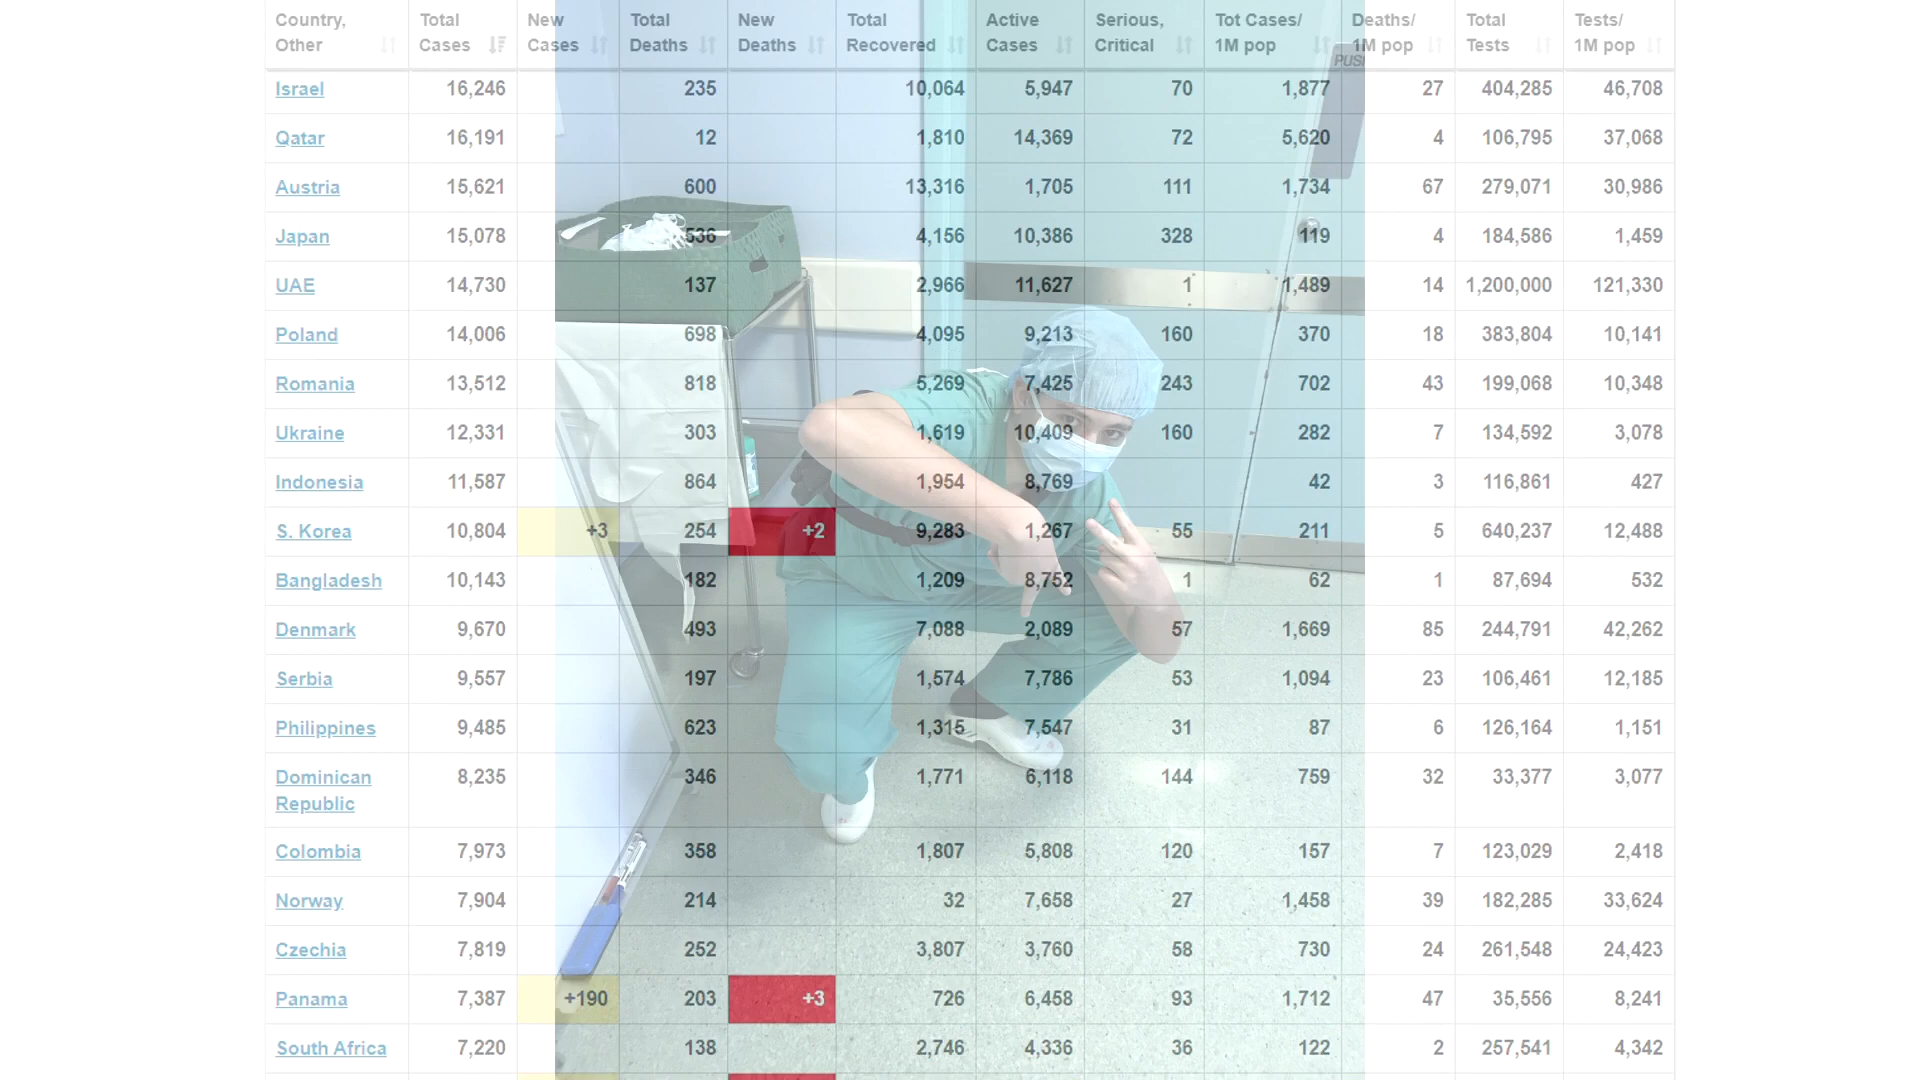 Country, Other Total Cases New Cases Total Deaths New Deaths Total Recovered Active Cases Serious, Critical Tot Cases/ 1M pop Deaths/ 1M pop Total Tests Tests/ 1M pop
Israel 16,246 235 10,064 5,947 70 1,877 27 404,285 46,708
Qatar 16,191 12 1,810 14,369 72 5,620 4 106,795 37,068
Austria 15,621 600 13,316 1,705 111 1,734 67 279,071 30,986
Japan 15,078 536 4,156 10,386 328 119 4 184,586 1,459
UAE 14,730 137 2,966 11,627 1 1,489 14 1,200,000 121,330
Poland 14,006 698 4,095 9,213 160 370 18 383,804 10,141
Romania 13,512 818 5,269 7,425 243 702 43 199,068 10,348
Ukraine 12,331 303 1,619 10,409 160 282 7 134,592 3,078
Indonesia 11,587 864 1,954 8,769 42 3 116,861 427
S. Korea 10,804 +3 254 +2 9,283 1,267 55 211 5 640,237 12,488
Bangladesh 10,143 182 1,209 8,752 1 62 1 87,694 532
Denmark 9,670 493 7,088 2,089 57 1,669 85 244,791 42,262
Serbia 9,557 197 1,574 7,786 53 1,094 23 106,461 12,185
Philippines 9,485 623 1,315 7,547 31 87 6 126,164 1,151
Dominican Republic 8,235 346 1,771 6,118 144 759 32 33,377 3,077
Colombia 7,973 358 1,807 5,808 120 157 7 123,029 2,418
Norway 7,904 214 32 7,658 27 1,458 39 182,285 33,624
Czechia 7,819 252 3,807 3,760 58 730 24 261,548 24,423
Panama 7,387 +190 203 +3 726 6,458 93 1,712 47 35,556 8,241
South Africa 7,220 138 2,746 4,336 36 122 2 257,541 4,342